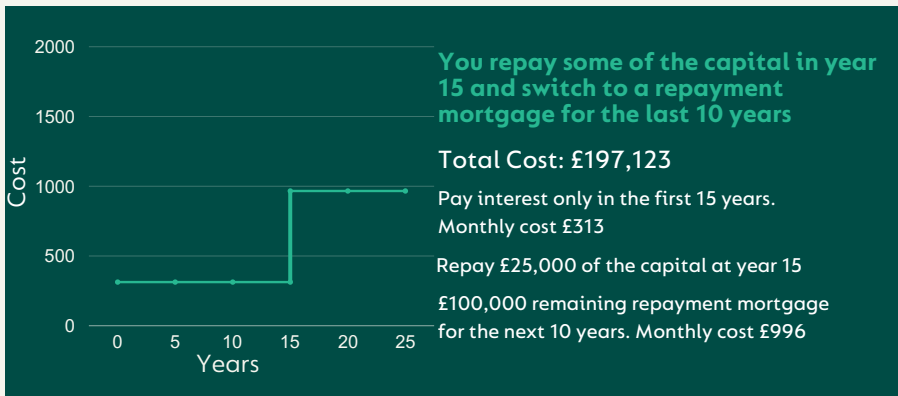 You repay some of the capital in year
15 and switch to a repayment
mortgage for the last 10 years
Total Cost: £197,123
Pay interest only in the first 15 years.
Monthly cost £313
Repay £25,000 of the capital at year 15
£100,000 remaining repayment mortgage
for the next 10 years. Monthly cost £996
Cost
2000
1500
1000
500
0
0 5 10 15 20 25
Years